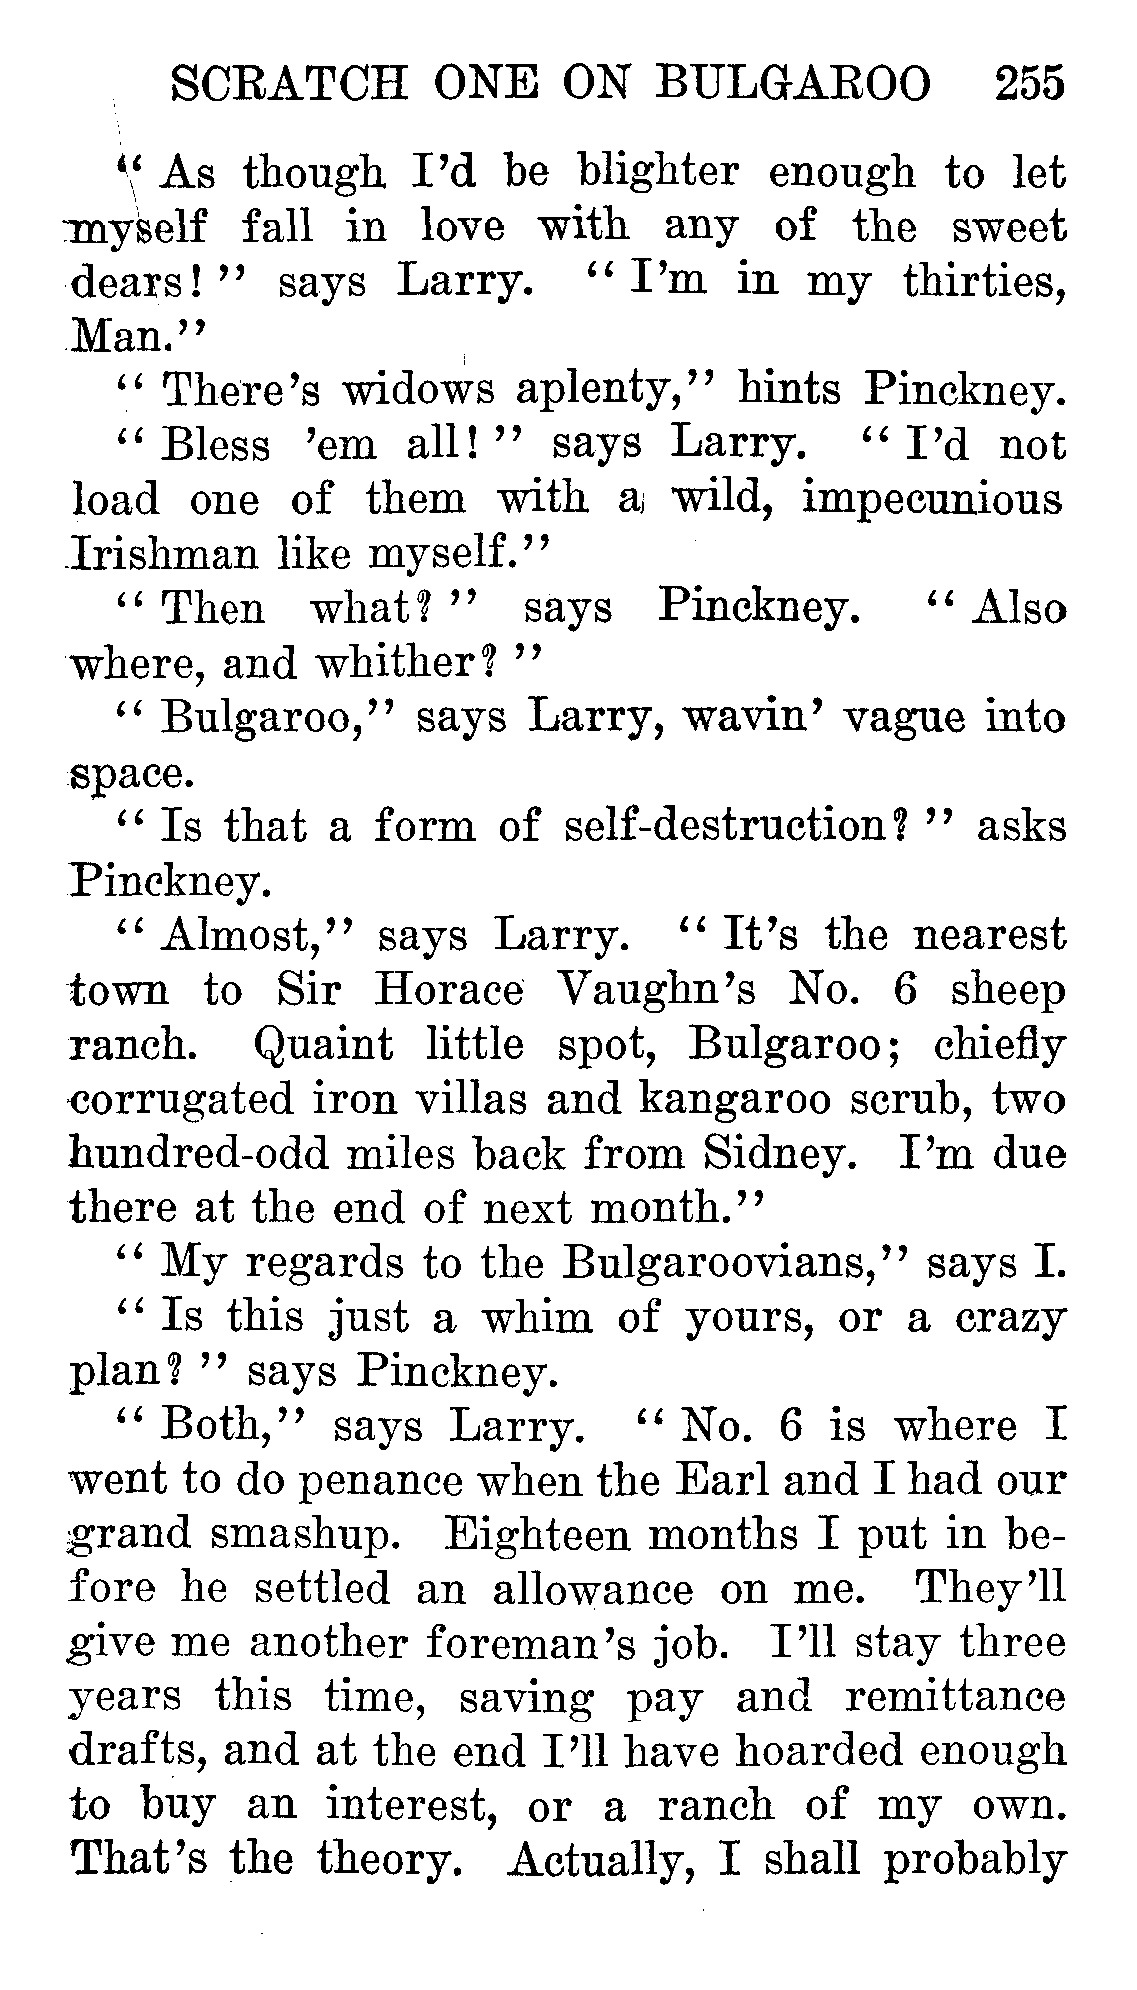 SCRATCH ONE ON BULGAROO 255
“ As though I’d be blighter enough to let
myself fall in love with any of the sweet
dears! ” says Larry. “ I’m in my thirties,
Man.”
“ There’s widows aplenty,” hints Pinckney.
“ Bless ’em all! ” says Larry. “ I’d not
load one of them with a wild, impecunious
Irishman like myself.”
“ Then what? ” says Pinckney. “ Also
where, and whither? ”
“ Bulgaroo,” says Larry, wavin’ vague into
space.
“ Is that a form of self-destruction? ” asks
Pinckney.
“ Almost,” says Larry. “ It’s the nearest
town to Sir Horace Vaughn’s No. 6 sheep
ranch. Quaint little spot, Bulgaroo; chiefly
corrugated iron villas and kangaroo scrub, two
hundred-odd miles back from Sidney. I’m due
there at the end of next month.”
“ My regards to the Bulgaroovians,” says I.
“ Is this just a whim of yours, or a crazy
plan? ” says Pinckney.
“ Both,” says Larry. “ No. 6 is where I
went to do penance when the Earl and I had our
grand smashup. Eighteen months I put in be-
fore he settled an allowance on me. They’ll
give me another foreman’s job. I’ll stay three
years this time, saving pay and remittance
drafts, and at the end I’ll have hoarded enough
to buy an interest, or a ranch of my own.
That’s the theory. Actually, I shall probably